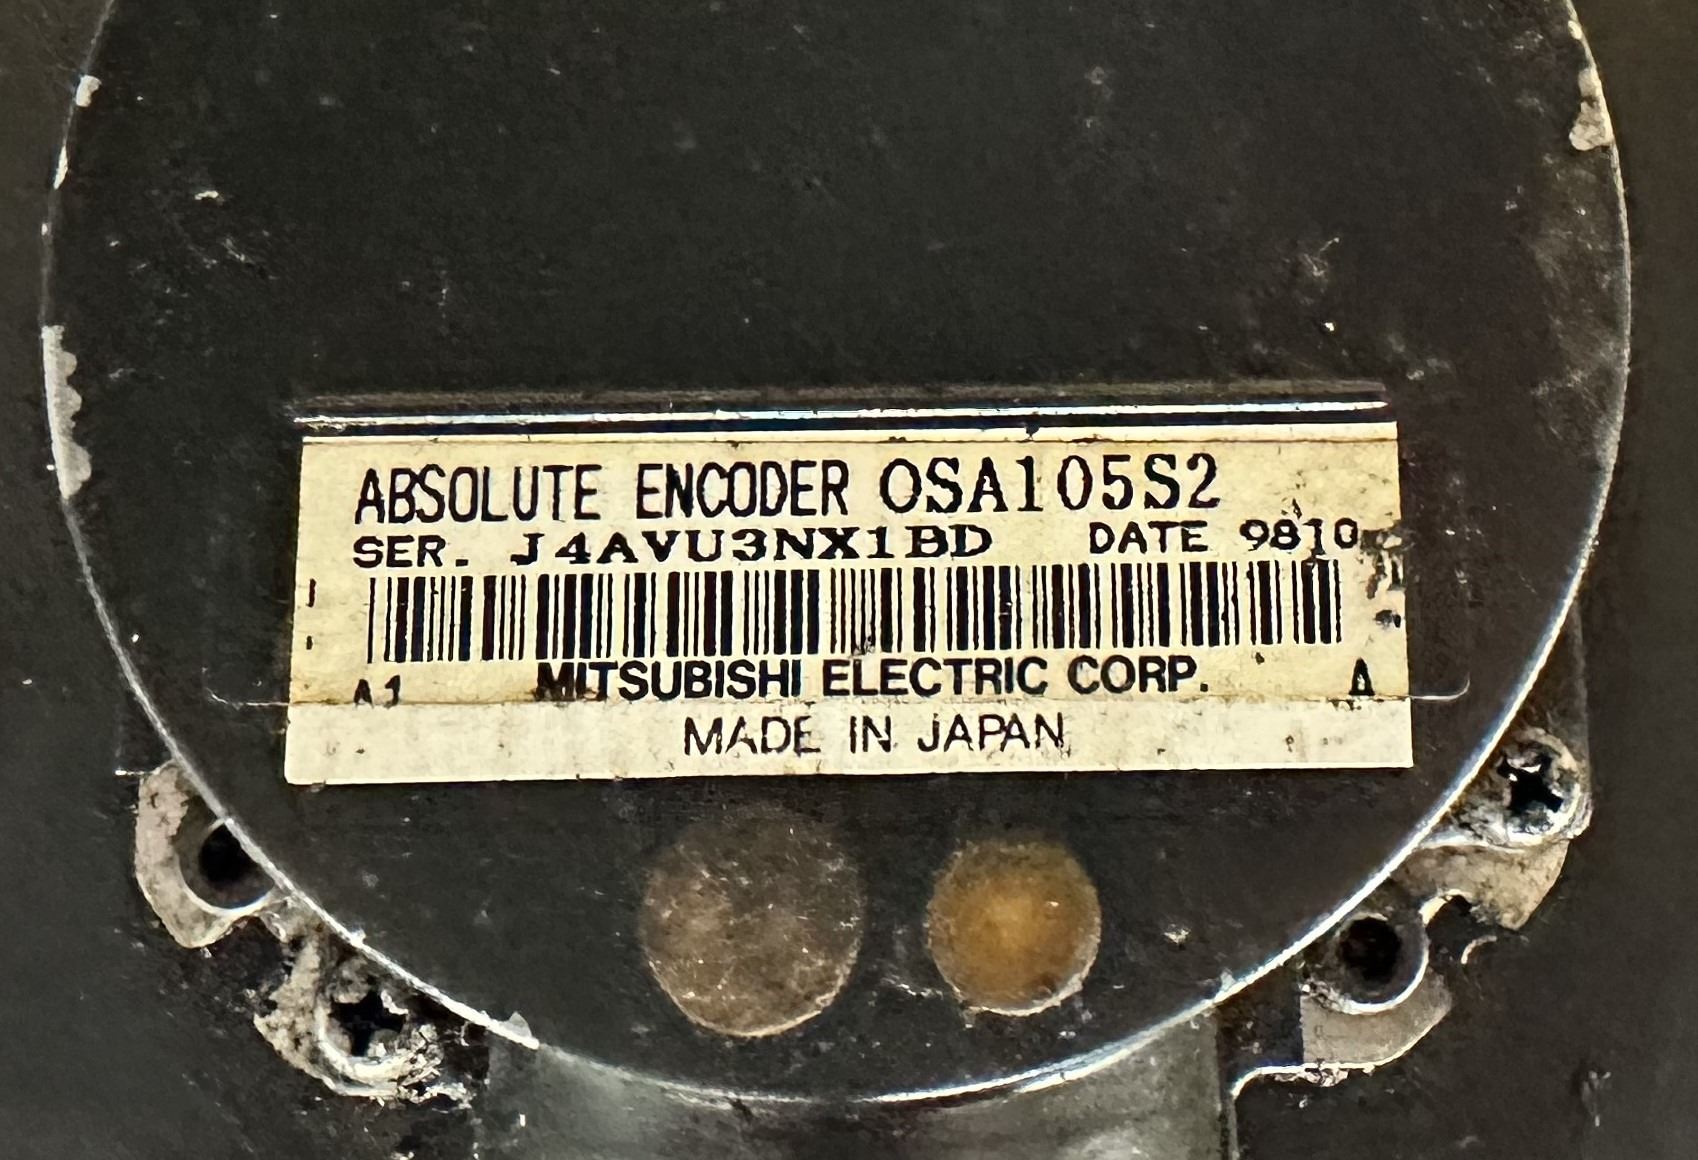 ABSOLUTE ENCODER OSA105S2
SER. J4AVU3NX1BD DATE 9810
A1 MITSUBISHI ELECTRIC CORP. A
MADE IN JAPAN